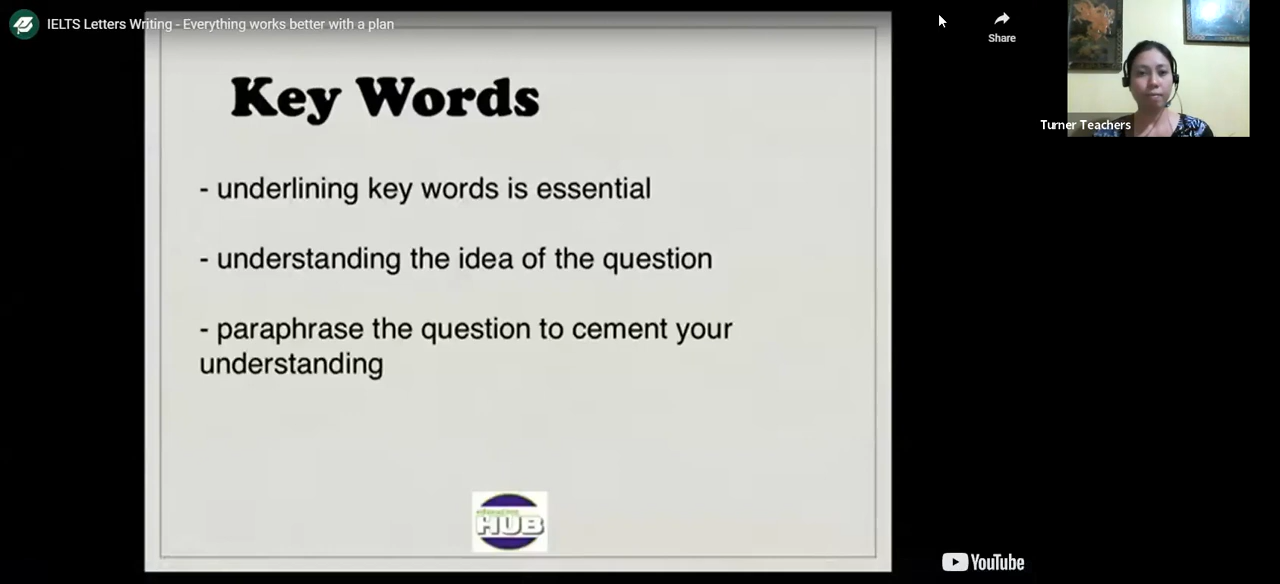 IELTS Letters Writing - Everything works better with a plan
Share
Turner Teachers
Key Words
- underlining key words is essential
- understanding the idea of the question
- paraphrase the question to cement your
understanding
education
HUB
YouTube